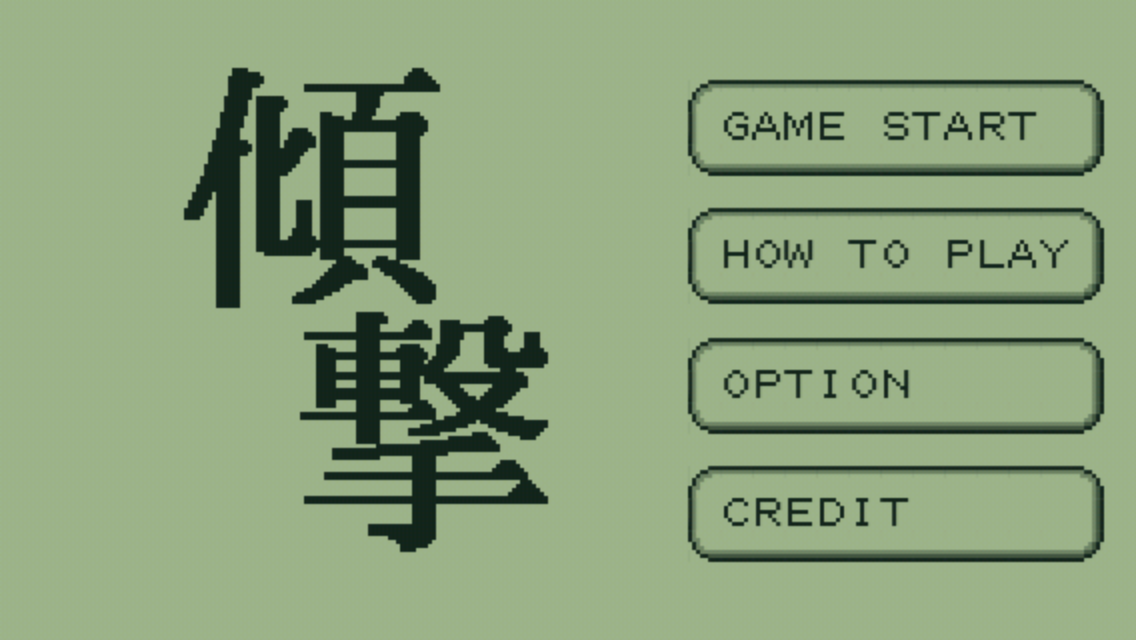 傾
撃
GAME START
HOW TO PLAY
OPTION
CREDIT